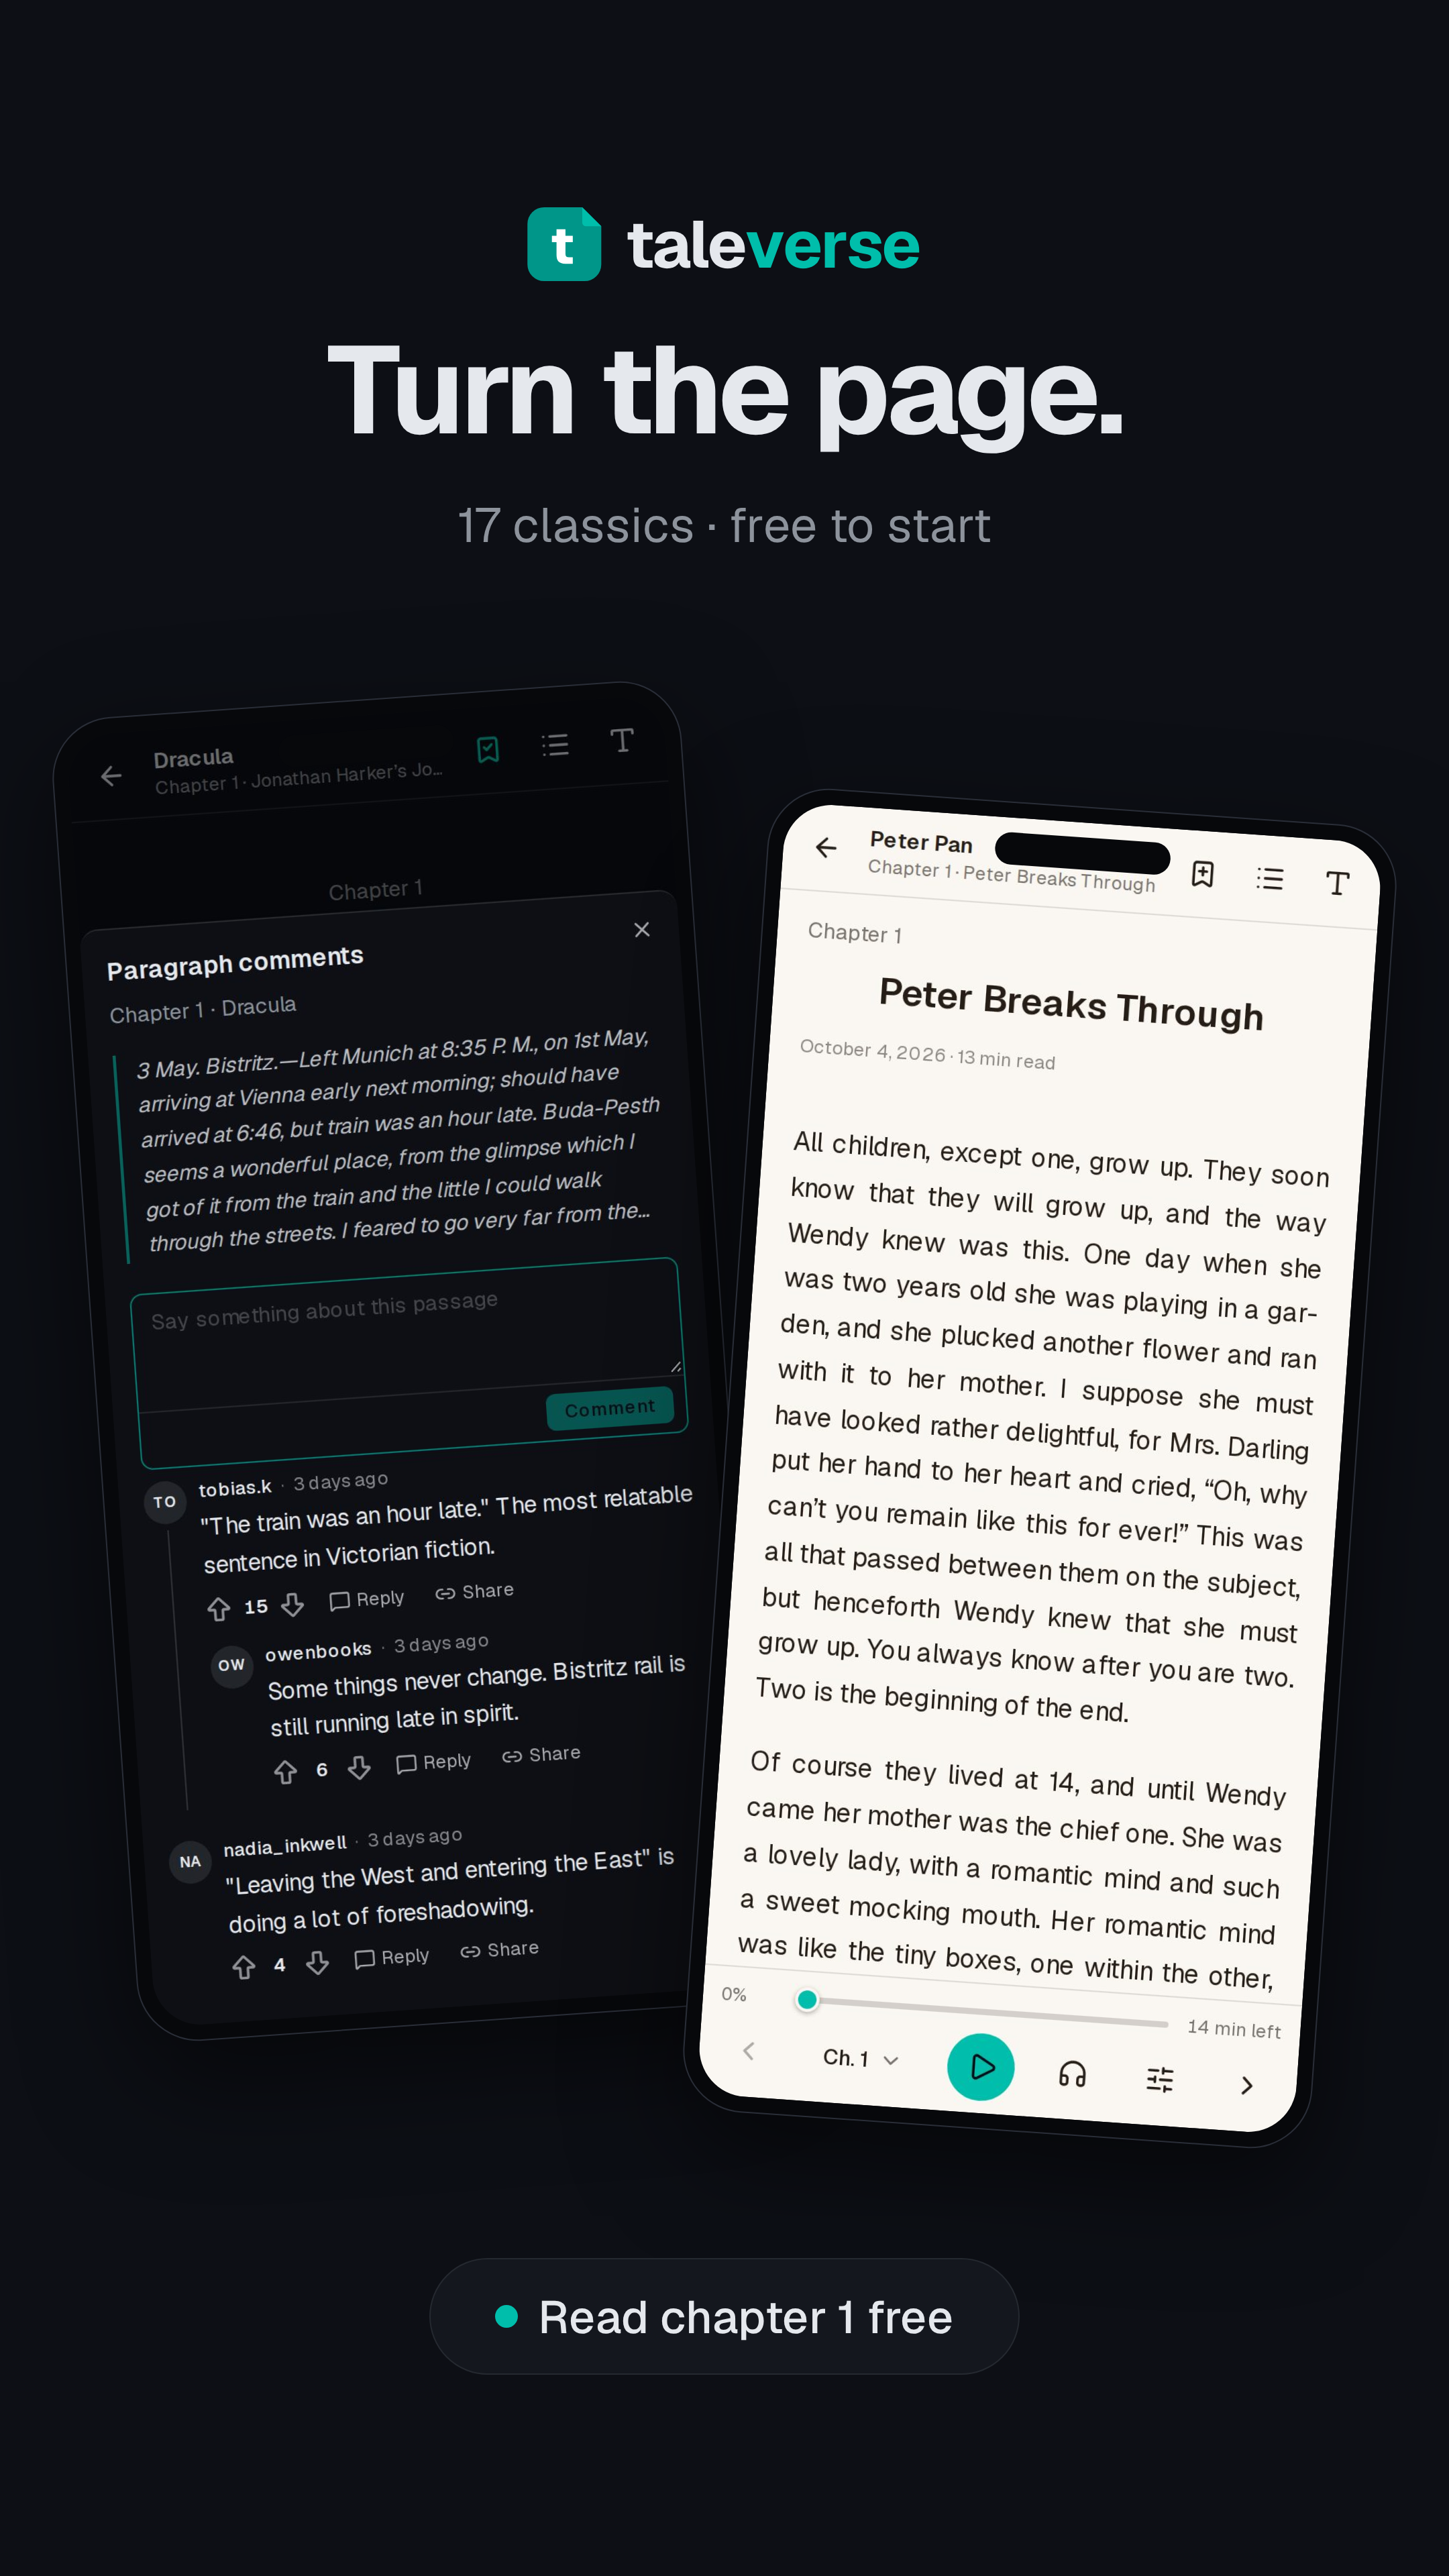 t taleverse
Turn the page.
17 classics · free to start
Dracula
Chapter 1 · Jonathan Harker’s Jo...
Chapter 1
Paragraph comments
Chapter 1 · Dracula
3 May. Bistritz.—Left Munich at 8:35 P. M., on 1st May,
arriving at Vienna early next morning; should have
arrived at 6:46, but train was an hour late. Buda-Pesth
seems a wonderful place, from the glimpse which I
got of it from the train and the little I could walk
through the streets. I feared to go very far from the...
Say something about this passage
Comment
TO tobias.k · 3 days ago
"The train was an hour late." The most relatable
sentence in Victorian fiction.
15 Reply Share
OW owenbooks · 3 days ago
Some things never change. Bistritz rail is
still running late in spirit.
6 Reply Share
NA nadia_inkwell · 3 days ago
"Leaving the West and entering the East" is
doing a lot of foreshadowing.
4 Reply Share
Peter Pan
Chapter 1 · Peter Breaks Through
Chapter 1
Peter Breaks Through
October 4, 2026 · 13 min read
All children, except one, grow up. They soon
know that they will grow up, and the way
Wendy knew was this. One day when she
was two years old she was playing in a gar-
den, and she plucked another flower and ran
with it to her mother. I suppose she must
have looked rather delightful, for Mrs. Darling
put her hand to her heart and cried, “Oh, why
can’t you remain like this for ever!” This was
all that passed between them on the subject,
but henceforth Wendy knew that she must
grow up. You always know after you are two.
Two is the beginning of the end.
Of course they lived at 14, and until Wendy
came her mother was the chief one. She was
a lovely lady, with a romantic mind and such
a sweet mocking mouth. Her romantic mind
was like the tiny boxes, one within the other,
0% 14 min left
Ch. 1
Read chapter 1 free